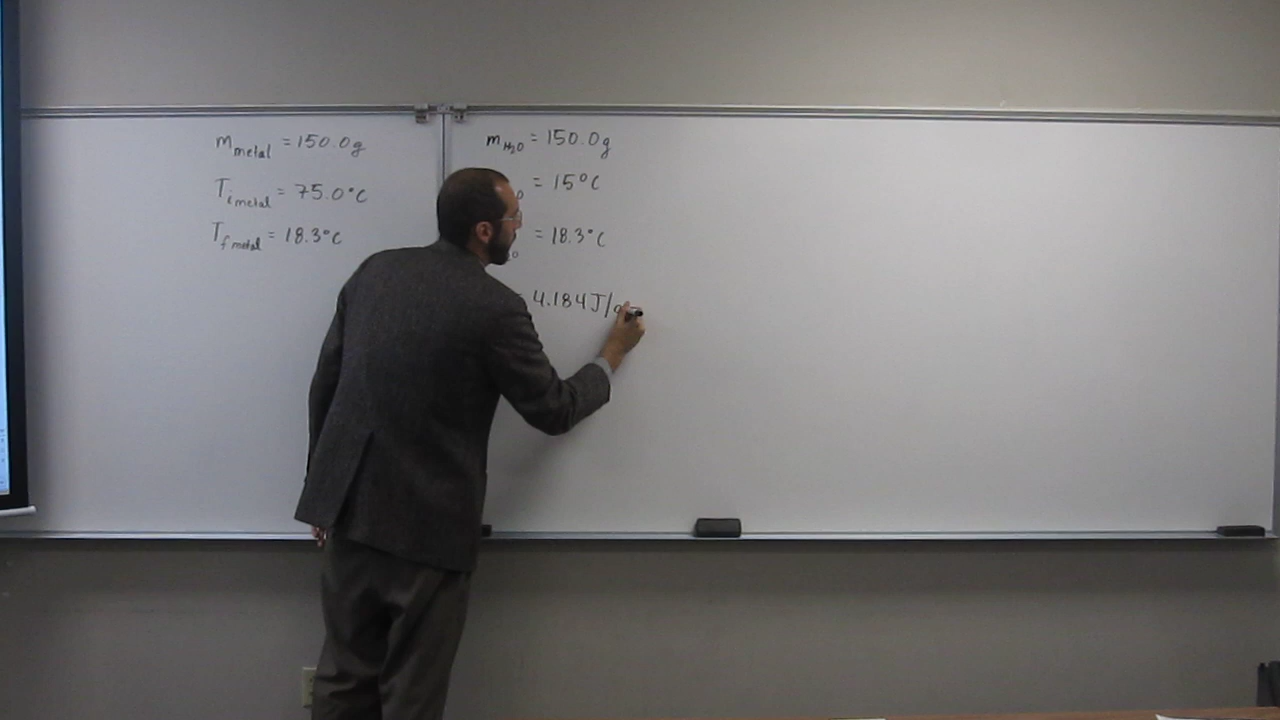 m metal = 150.0g
T i metal = 75.0°C
T f metal = 18.3°C
m H2O = 150.0g
= 15°C
= 18.3°C
4.184 J/